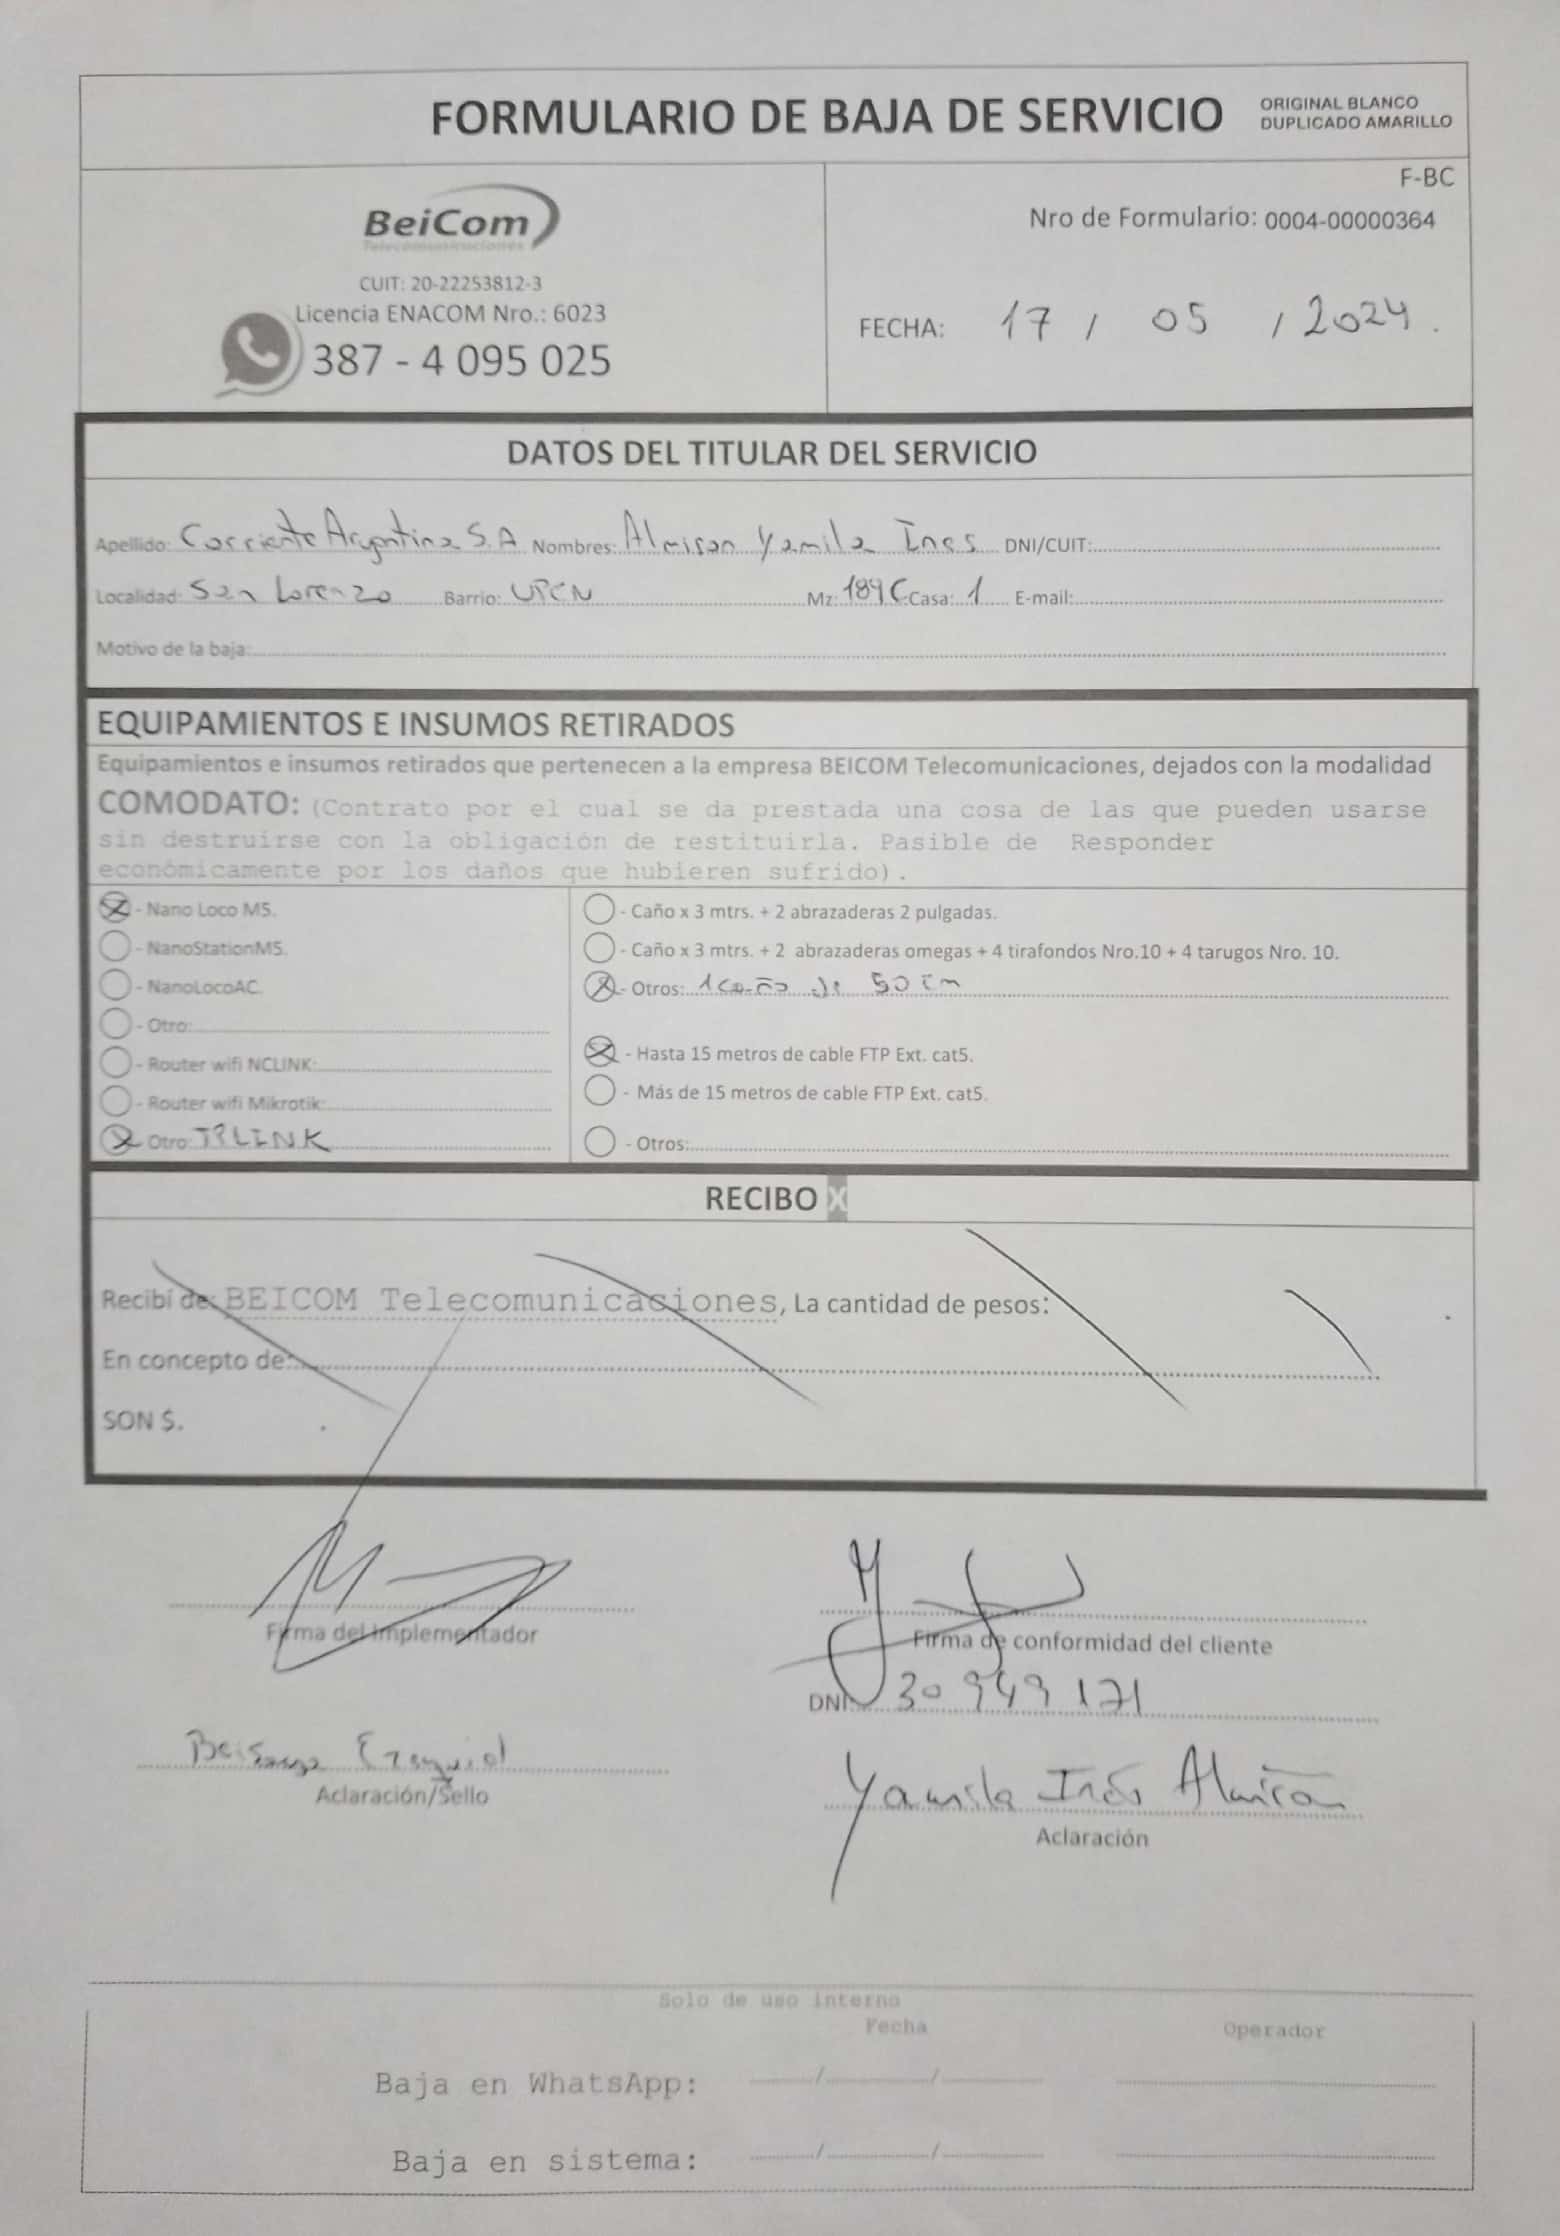 FORMULARIO DE BAJA DE SERVICIO
ORIGINAL BLANCO
DUPLICADO AMARILLO
BeiCom
Telecomunicaciones
CUIT: 20-22253812-3
Licencia ENACOM Nro.: 6023
387 - 4 095 025
F-BC
Nro de Formulario: 0004-00000364
FECHA: 17 / 05 / 2024.
DATOS DEL TITULAR DEL SERVICIO
Apellido: Corriente Argentina S.A Nombres: Almiron Yamila Ines DNI/CUIT:
Localidad: San Lorenzo Barrio: UPCN Mz: 189 C Casa: 1 E-mail:
Motivo de la baja:
EQUIPAMIENTOS E INSUMOS RETIRADOS
Equipamientos e insumos retirados que pertenecen a la empresa BEICOM Telecomunicaciones, dejados con la modalidad
COMODATO: (Contrato por el cual se da prestada una cosa de las que pueden usarse
sin destruirse con la obligación de restituirla. Pasible de Responder
económicamente por los daños que hubieren sufrido).
- Nano Loco M5.
- NanoStationM5.
- NanoLocoAC.
- Otro:
- Router wifi NCLINK:
- Router wifi Mikrotik:
Otro: TPLINK
- Caño x 3 mtrs. + 2 abrazaderas 2 pulgadas.
- Caño x 3 mtrs. + 2 abrazaderas omegas + 4 tirafondos Nro.10 + 4 tarugos Nro. 10.
- Otros: 1 caño de 50 cm
- Hasta 15 metros de cable FTP Ext. cat5.
- Más de 15 metros de cable FTP Ext. cat5.
- Otros:
RECIBO X
Recibí de: BEICOM Telecomunicaciones, La cantidad de pesos:
En concepto de:
SON $.
Firma del Implementador
Firma de conformidad del cliente
DNI: 30 949 171
Ezequiel
Aclaración/Sello
Yamila Inés Almirón
Aclaración
Solo de uso interno
Fecha
Operador
Baja en WhatsApp: / /
Baja en sistema: / /